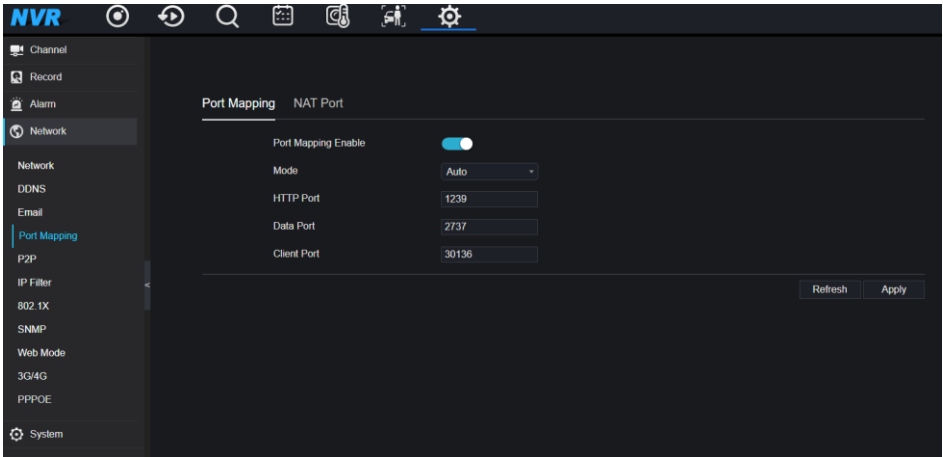 NVR
Channel
Record
Alarm
Network
Network
DDNS
Email
Port Mapping
P2P
IP Filter
802.1X
SNMP
Web Mode
3G/4G
PPPOE
System
Port Mapping NAT Port
Port Mapping Enable
Mode Auto
HTTP Port 1239
Data Port 2737
Client Port 30136
Refresh Apply